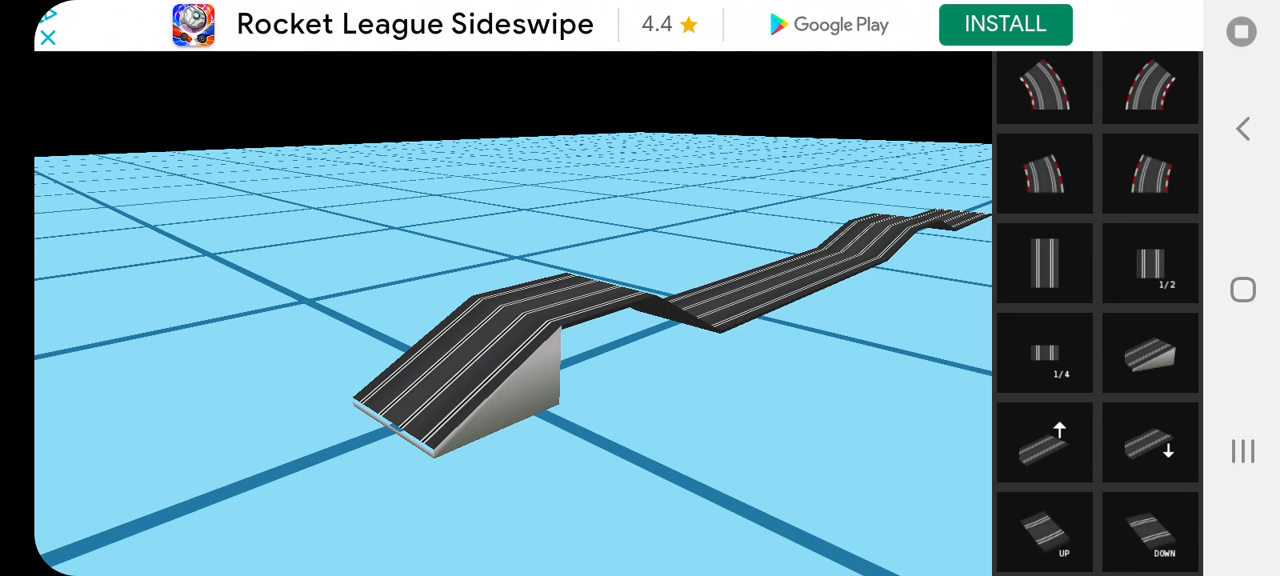 Rocket League Sideswipe
4.4
Google Play
INSTALL
1/2
1/4
UP
DOWN